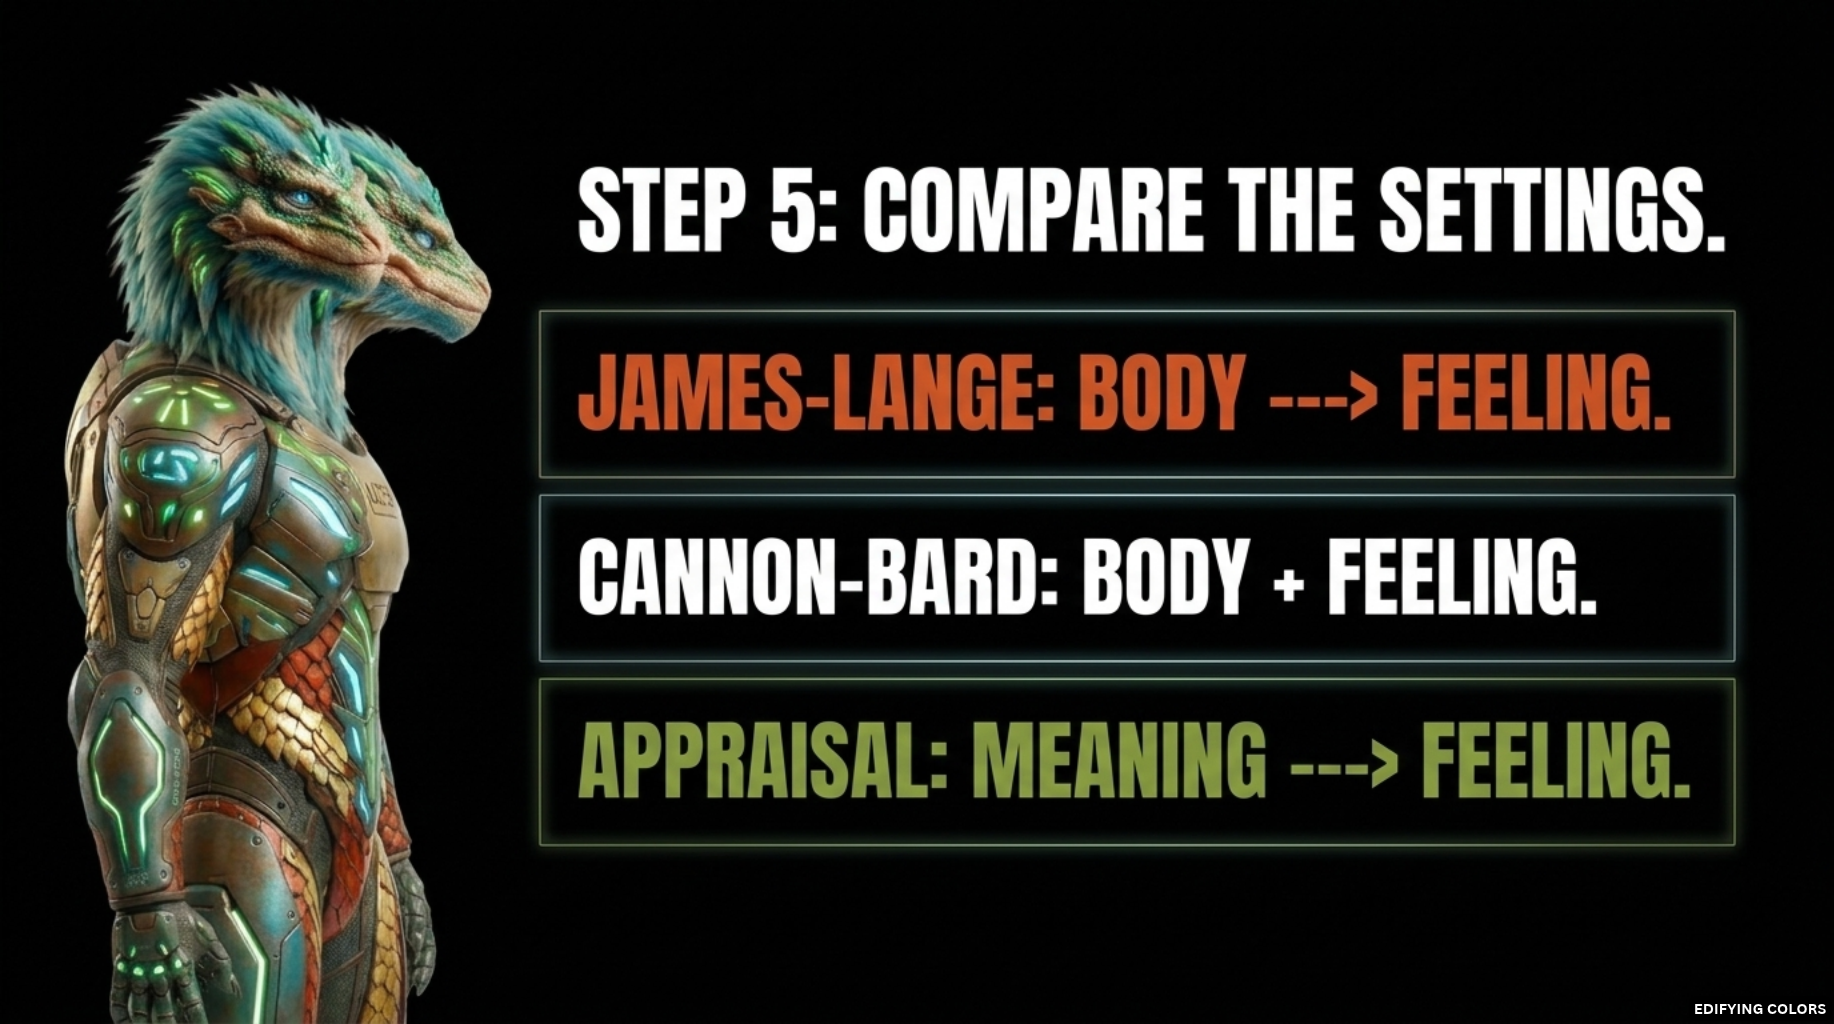 STEP 5: COMPARE THE SETTINGS.
JAMES-LANGE: BODY ---> FEELING.
CANNON-BARD: BODY + FEELING.
APPRAISAL: MEANING ---> FEELING.
EDIFYING COLORS